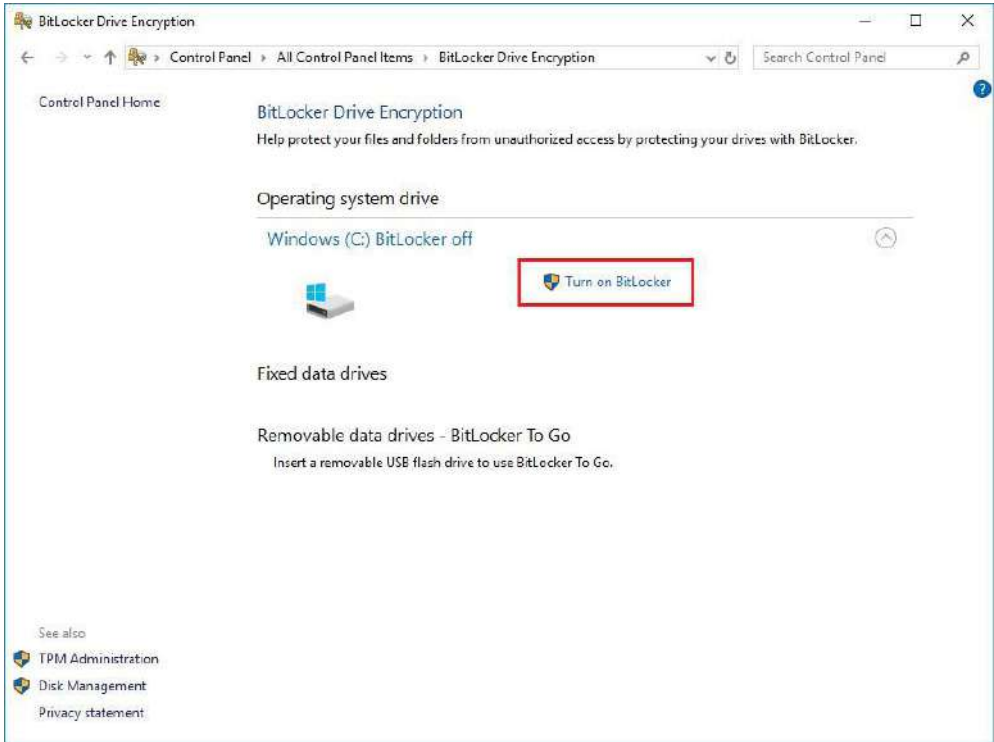 BitLocker Drive Encryption
Control Panel > All Control Panel Items > BitLocker Drive Encryption
Search Control Panel
Control Panel Home
BitLocker Drive Encryption
Help protect your files and folders from unauthorized access by protecting your drives with BitLocker.
Operating system drive
Windows (C:) BitLocker off
Turn on BitLocker
Fixed data drives
Removable data drives - BitLocker To Go
Insert a removable USB flash drive to use BitLocker To Go.
See also
TPM Administration
Disk Management
Privacy statement